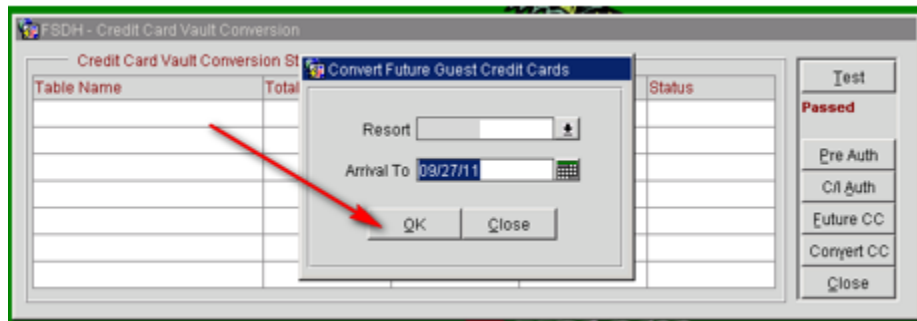 FSDH - Credit Card Vault Conversion
Credit Card Vault Conversion St
Convert Future Guest Credit Cards
Table Name
Total
Status
Resort
Arrival To 09/27/11
OK
Close
Test
Passed
Pre Auth
C/I Auth
Future CC
Convert CC
Close